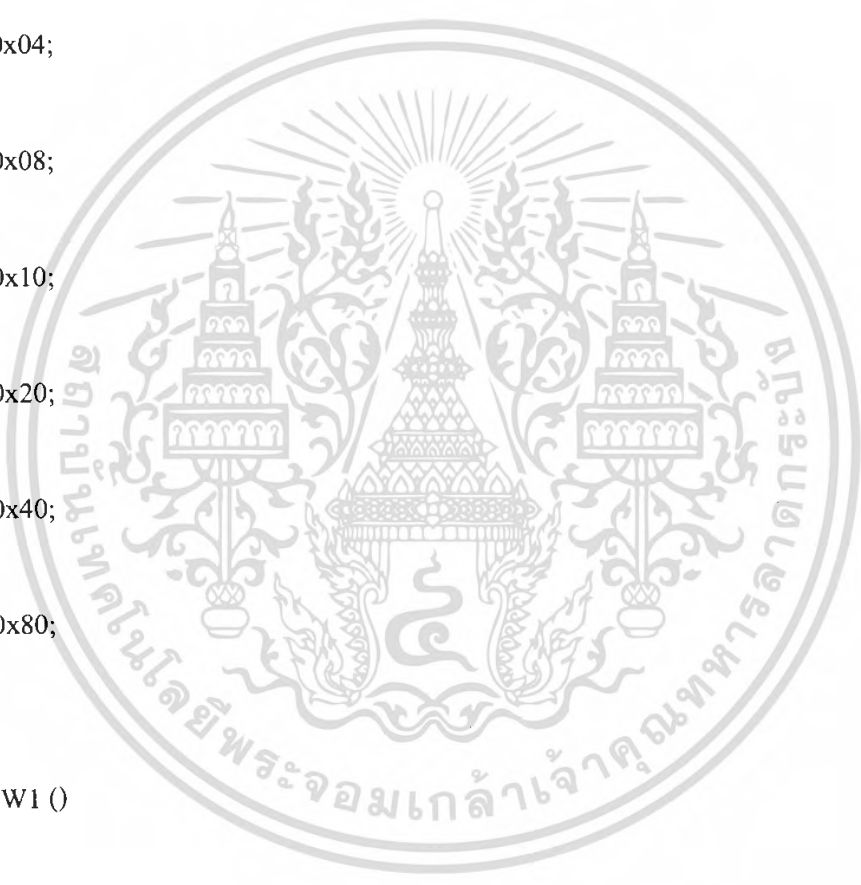 0x04;
0x08;
0x10;
0x20;
0x40;
0x80;
W1 ()
สถาบันเทคโนโลยีพระจอมเกล้าเจ้าคุณทหารลาดกระบัง
๔